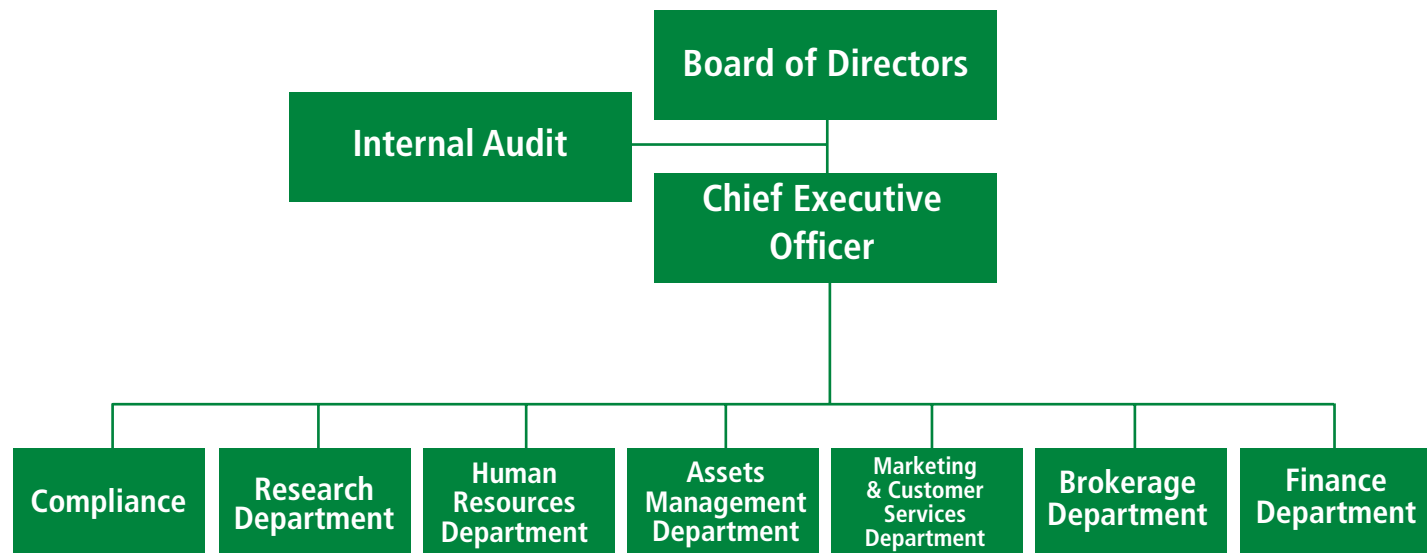 Board of Directors
Internal Audit
Chief Executive
Officer
Compliance
Research
Department
Human
Resources
Department
Assets
Management
Department
Marketing
& Customer
Services
Department
Brokerage
Department
Finance
Department